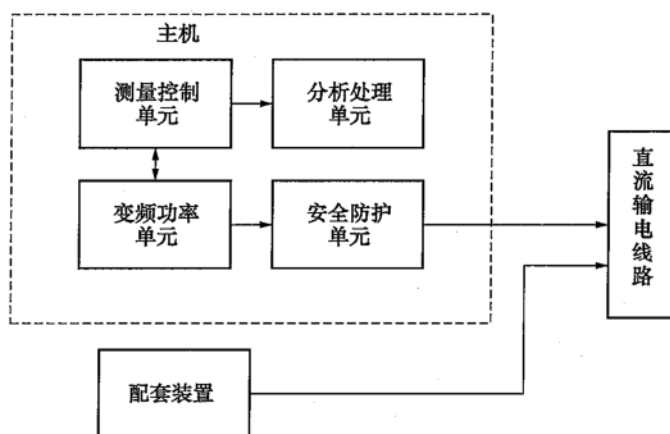 主机
测量控制
单元
分析处理
单元
变频功率
单元
安全防护
单元
直流输电线路
配套装置